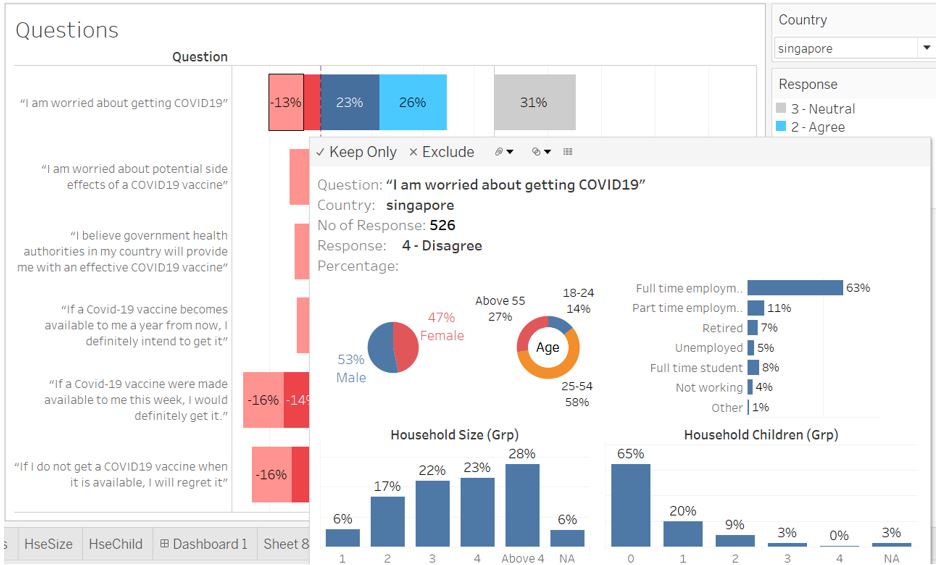 Questions
Question
“I am worried about getting COVID19”
-13%
23%
26%
31%
“I am worried about potential side
effects of a COVID19 vaccine”
“I believe government health
authorities in my country will provide
me with an effective COVID19 vaccine”
“If a Covid-19 vaccine becomes
available to me a year from now, I
definitely intend to get it”
“If a Covid-19 vaccine were made
available to me this week, I would
definitely get it.”
-16%
-14%
“If I do not get a COVID19 vaccine when
it is available, I will regret it”
-16%
Country
singapore
Response
3 - Neutral
2 - Agree
✓ Keep Only
× Exclude
Question: “I am worried about getting COVID19”
Country: singapore
No of Response: 526
Response: 4 - Disagree
Percentage:
47%
Female
53%
Male
Above 55
27%
18-24
14%
Age
25-54
58%
Full time employm.. 63%
Part time employm.. 11%
Retired 7%
Unemployed 5%
Full time student 8%
Not working 4%
Other 1%
Household Size (Grp)
6% 17% 22% 23% 28% 6%
1 2 3 4 Above 4 NA
Household Children (Grp)
65% 20% 9% 3% 0% 3%
0 1 2 3 4 NA
s HseSize HseChild Dashboard 1 Sheet 8